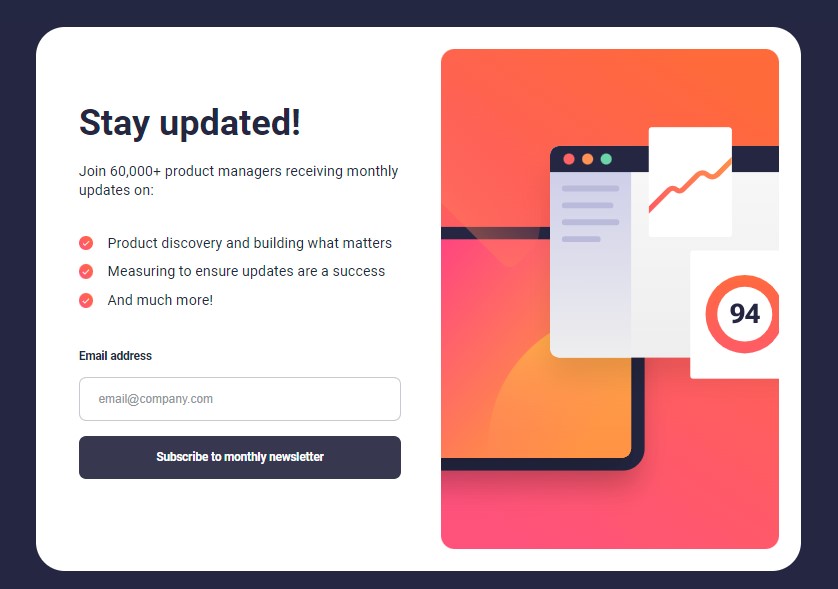 Stay updated!
Join 60,000+ product managers receiving monthly
updates on:
Product discovery and building what matters
Measuring to ensure updates are a success
And much more!
Email address
email@company.com
Subscribe to monthly newsletter
94